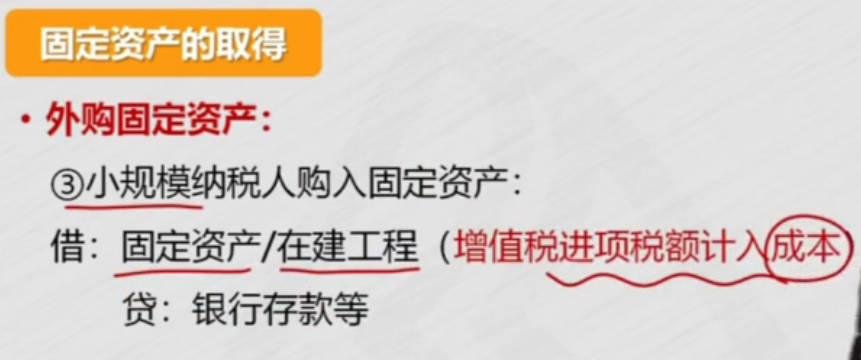 固定资产的取得
• 外购固定资产：
③小规模纳税人购入固定资产：
借：固定资产/在建工程（增值税进项税额计入成本）
贷：银行存款等